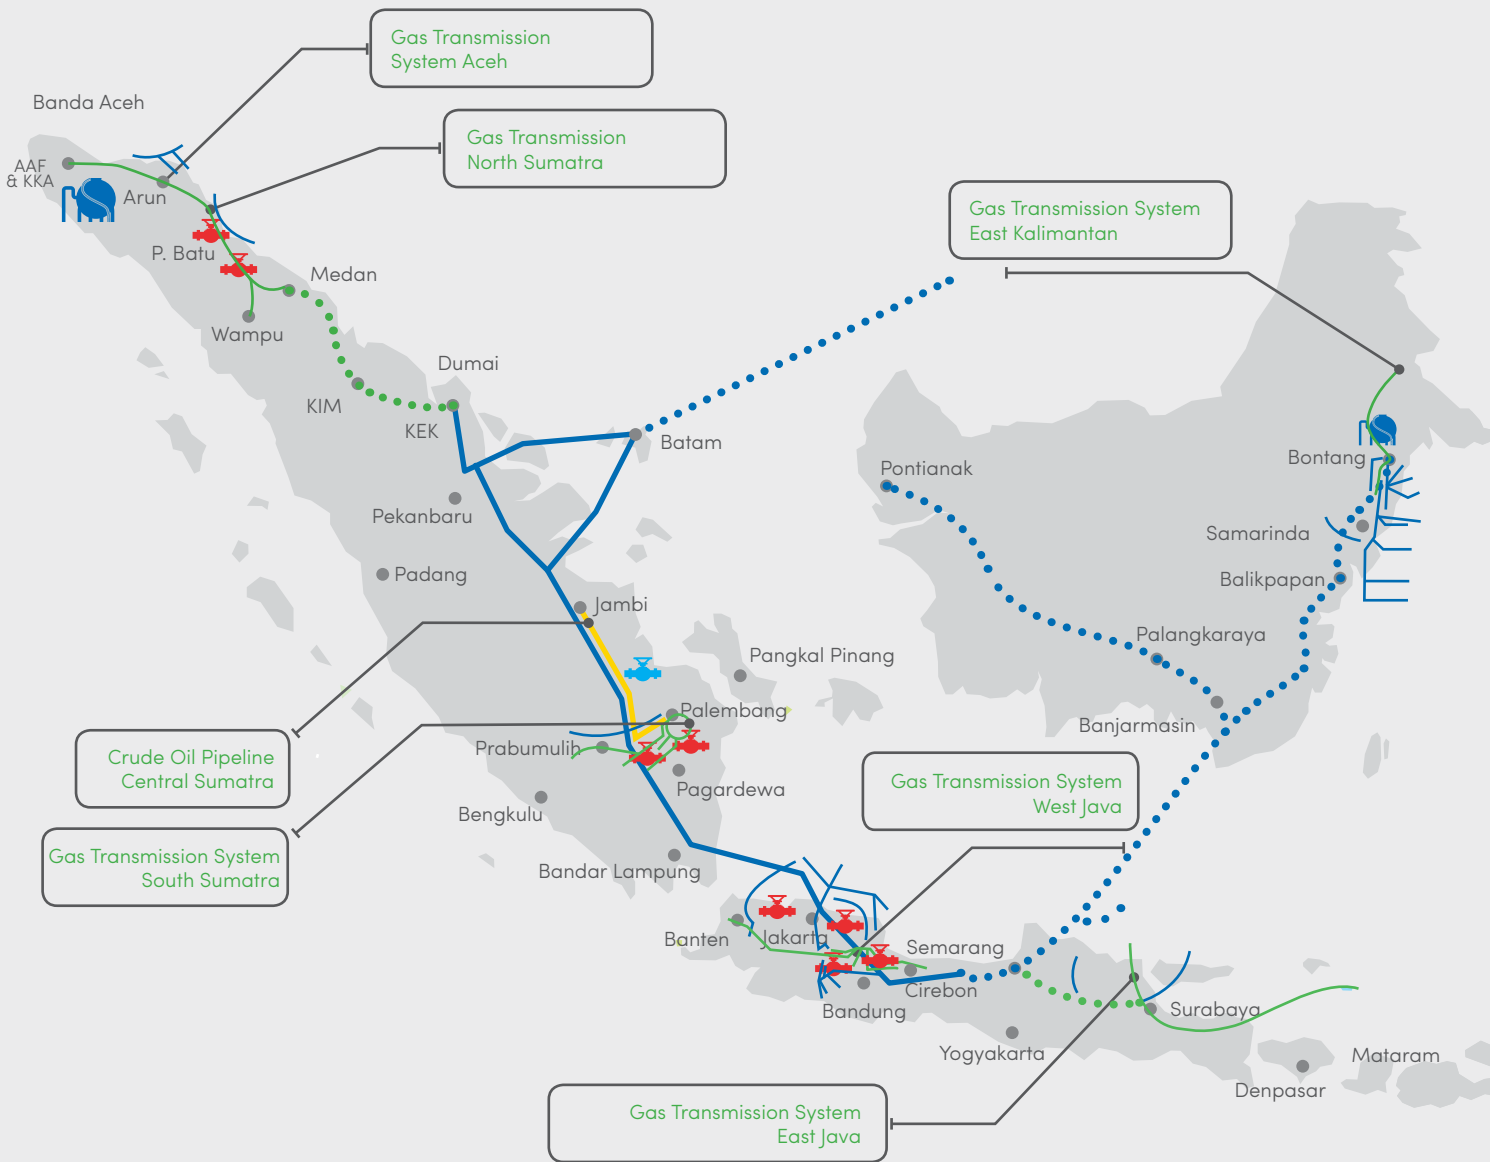 Gas Transmission
System Aceh
Banda Aceh
Gas Transmission
North Sumatra
AAF
& KKA
Arun
Gas Transmission System
East Kalimantan
P. Batu
Medan
Wampu
Dumai
KIM
KEK
Batam
Pontianak
Bontang
Pekanbaru
Samarinda
Padang
Balikpapan
Jambi
Palangkaraya
Pangkal Pinang
Palembang
Banjarmasin
Prabumulih
Crude Oil Pipeline
Central Sumatra
Pagardewa
Gas Transmission System
West Java
Bengkulu
Gas Transmission System
South Sumatra
Bandar Lampung
Banten
Jakarta
Semarang
Cirebon
Bandung
Surabaya
Yogyakarta
Mataram
Denpasar
Gas Transmission System
East Java